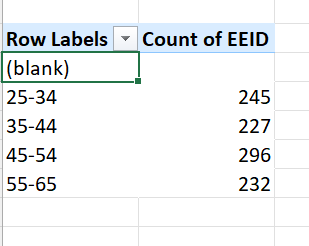 Row Labels Count of EEID
(blank)
25-34 245
35-44 227
45-54 296
55-65 232